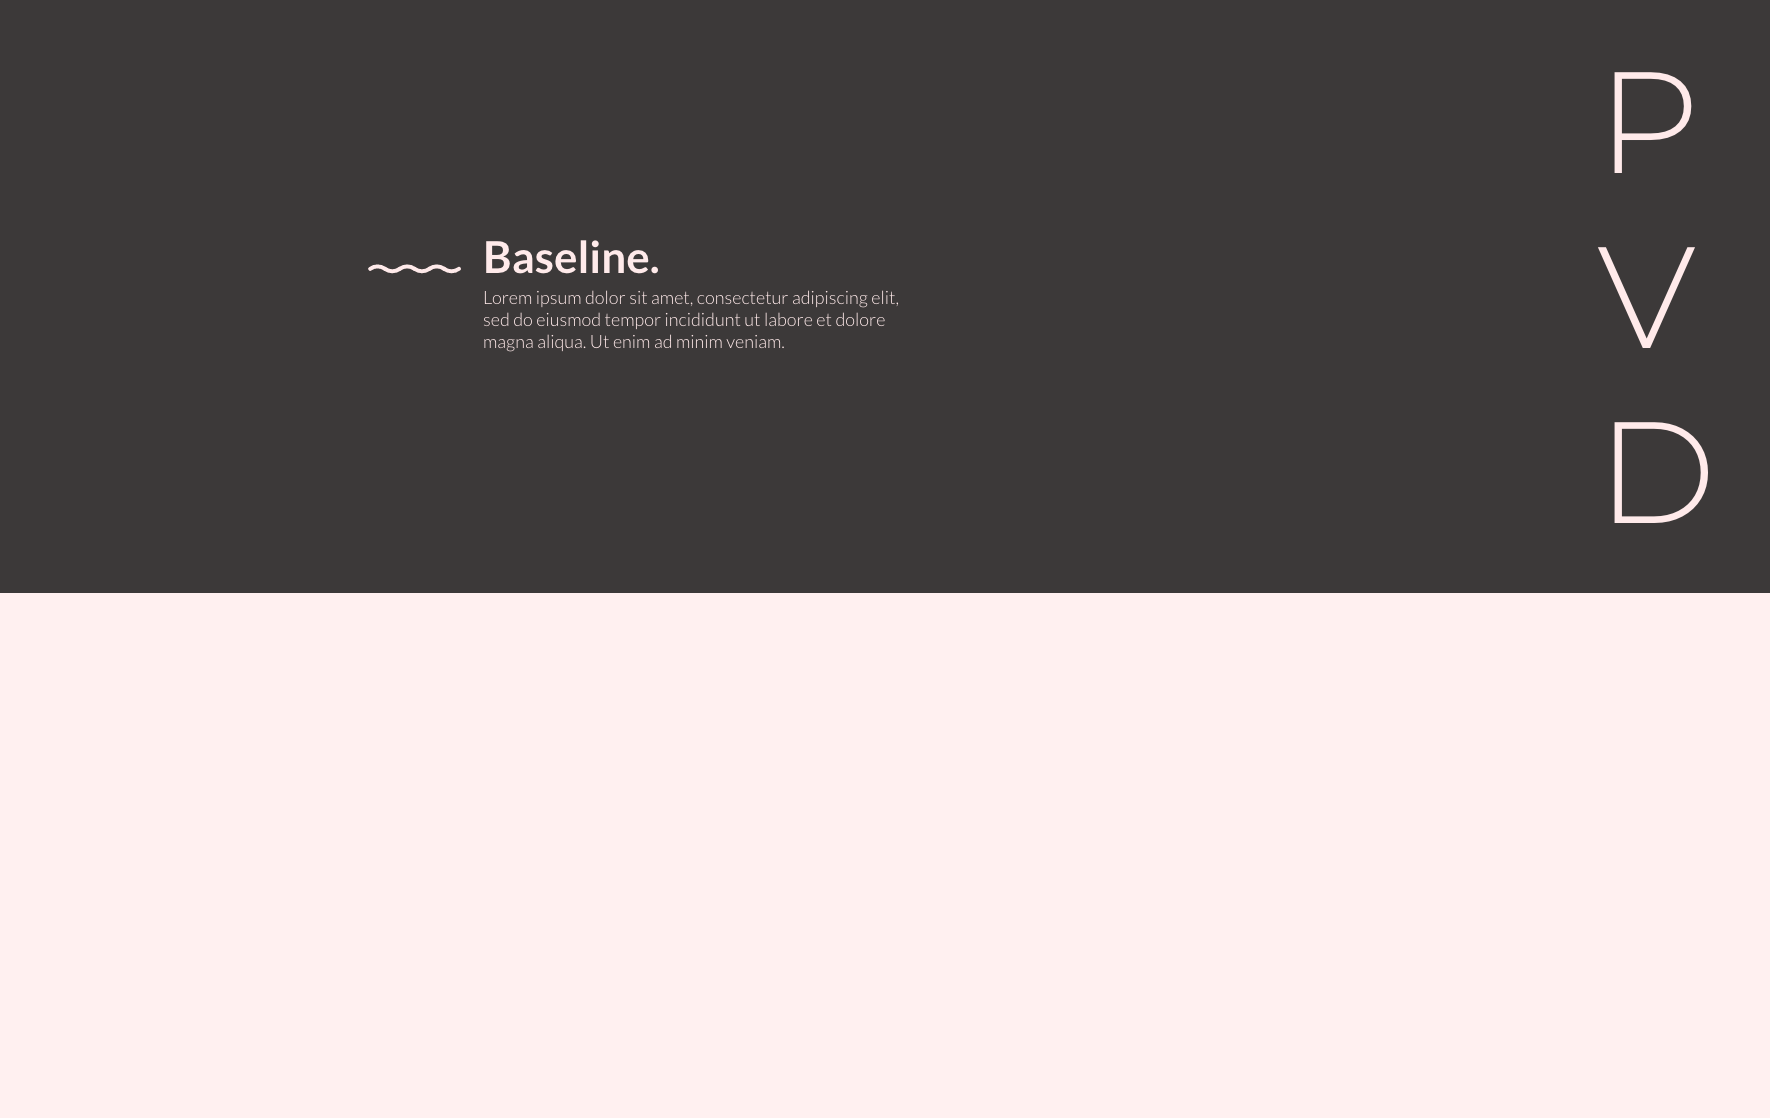 Baseline.
Lorem ipsum dolor sit amet, consectetur adipiscing elit,
sed do eiusmod tempor incididunt ut labore et dolore
magna aliqua. Ut enim ad minim veniam.
P
V
D